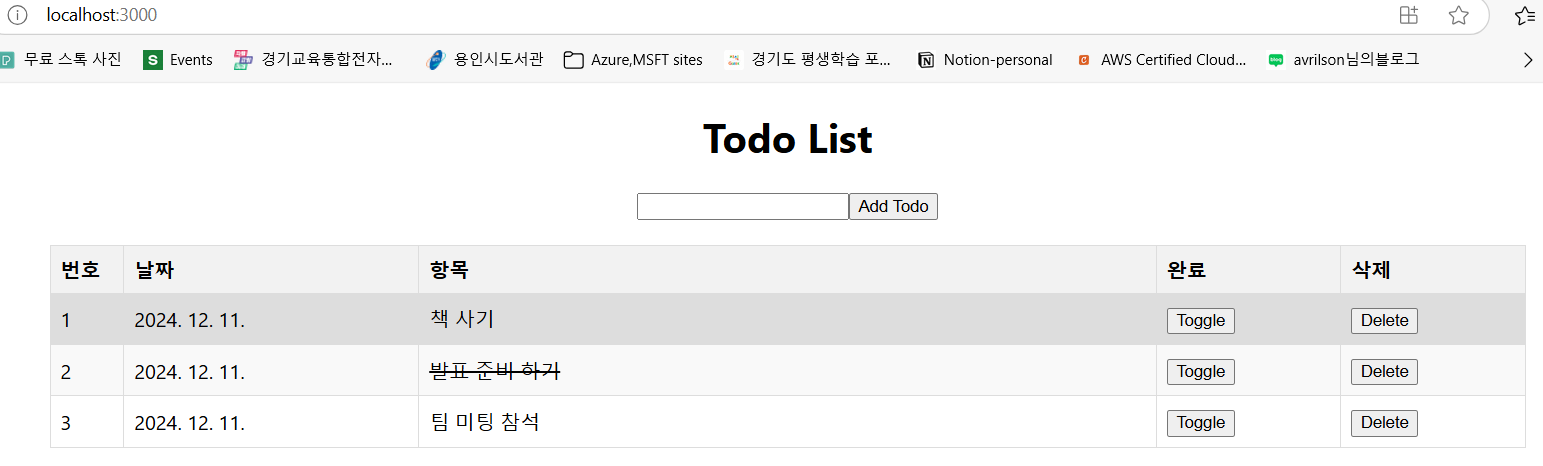 localhost:3000
무료 스톡 사진 Events 경기교육통합전자... 용인시도서관 Azure,MSFT sites 경기도 평생학습 포... Notion-personal AWS Certified Cloud... avrilson님의블로그
Todo List
Add Todo
번호 날짜 항목 완료 삭제
1 2024. 12. 11. 책 사기 Toggle Delete
2 2024. 12. 11. 발표 준비 하기 Toggle Delete
3 2024. 12. 11. 팀 미팅 참석 Toggle Delete